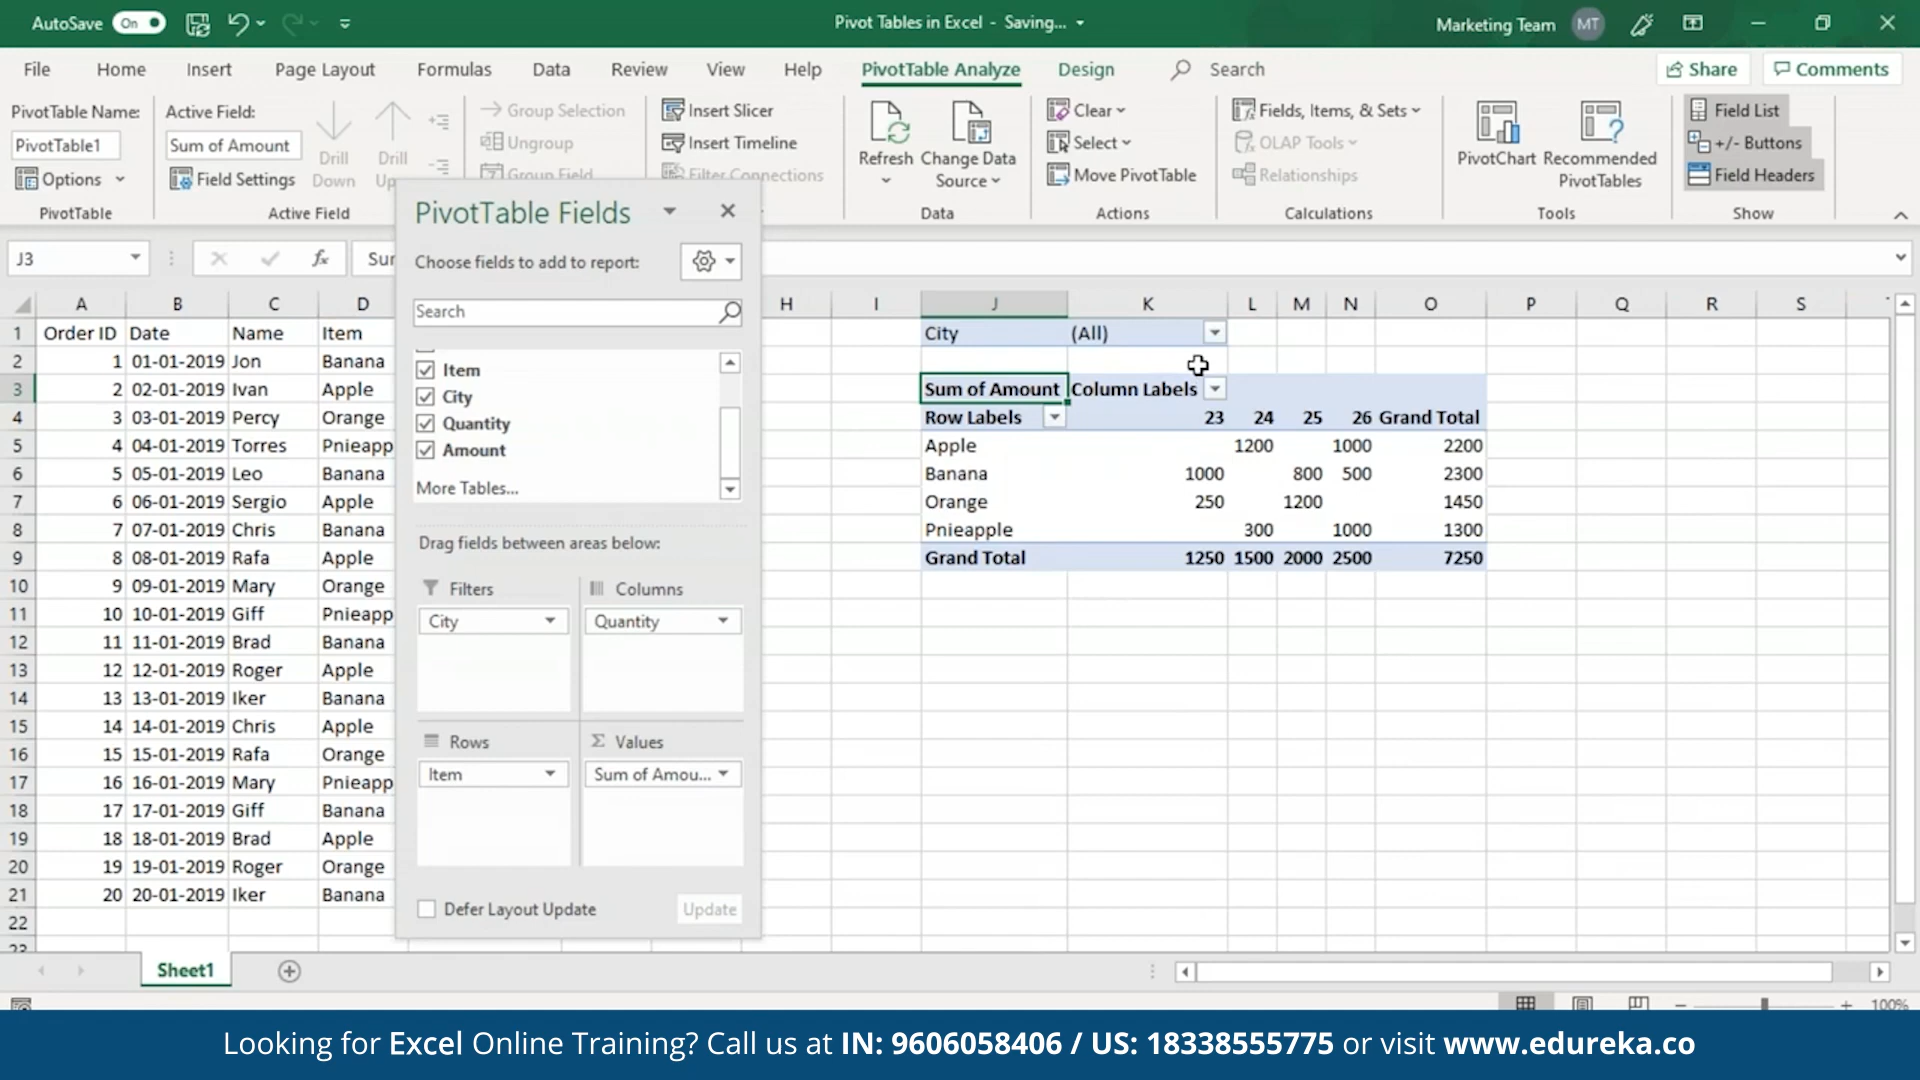 AutoSave On
Pivot Tables in Excel - Saving...
Marketing Team MT
File Home Insert Page Layout Formulas Data Review View Help PivotTable Analyze Design Search Share Comments
PivotTable Name:
PivotTable1
Options
PivotTable
Active Field:
Sum of Amount
Field Settings
Drill Down
Drill
Active Field
Group Selection
Ungroup
Group Field
Insert Slicer
Insert Timeline
Filter Connections
Refresh
Change Data Source
Data
Clear
Select
Move PivotTable
Actions
Fields, Items, & Sets
OLAP Tools
Relationships
Calculations
PivotChart
Recommended PivotTables
Tools
Field List
+/- Buttons
Field Headers
Show
J3 fx
A B C D H I J K L M N O P Q R S
1 Order ID Date Name Item
2 1 01-01-2019 Jon Banana
3 2 02-01-2019 Ivan Apple
4 3 03-01-2019 Percy Orange
5 4 04-01-2019 Torres Pnieapp
6 5 05-01-2019 Leo Banana
7 6 06-01-2019 Sergio Apple
8 7 07-01-2019 Chris Banana
9 8 08-01-2019 Rafa Apple
10 9 09-01-2019 Mary Orange
11 10 10-01-2019 Giff Pnieapp
12 11 11-01-2019 Brad Banana
13 12 12-01-2019 Roger Apple
14 13 13-01-2019 Iker Banana
15 14 14-01-2019 Chris Apple
16 15 15-01-2019 Rafa Orange
17 16 16-01-2019 Mary Pnieapp
18 17 17-01-2019 Giff Banana
19 18 18-01-2019 Brad Apple
20 19 19-01-2019 Roger Orange
21 20 20-01-2019 Iker Banana
22
PivotTable Fields
Choose fields to add to report:
Search
Item
City
Quantity
Amount
More Tables...
Drag fields between areas below:
Filters
City
Columns
Quantity
Rows
Item
Σ Values
Sum of Amou...
Defer Layout Update
Update
City (All)
Sum of Amount Column Labels
Row Labels 23 24 25 26 Grand Total
Apple 1200 1000 2200
Banana 1000 800 500 2300
Orange 250 1200 1450
Pnieapple 300 1000 1300
Grand Total 1250 1500 2000 2500 7250
Sheet1
100%
Looking for Excel Online Training? Call us at IN: 9606058406 / US: 18338555775 or visit www.edureka.co